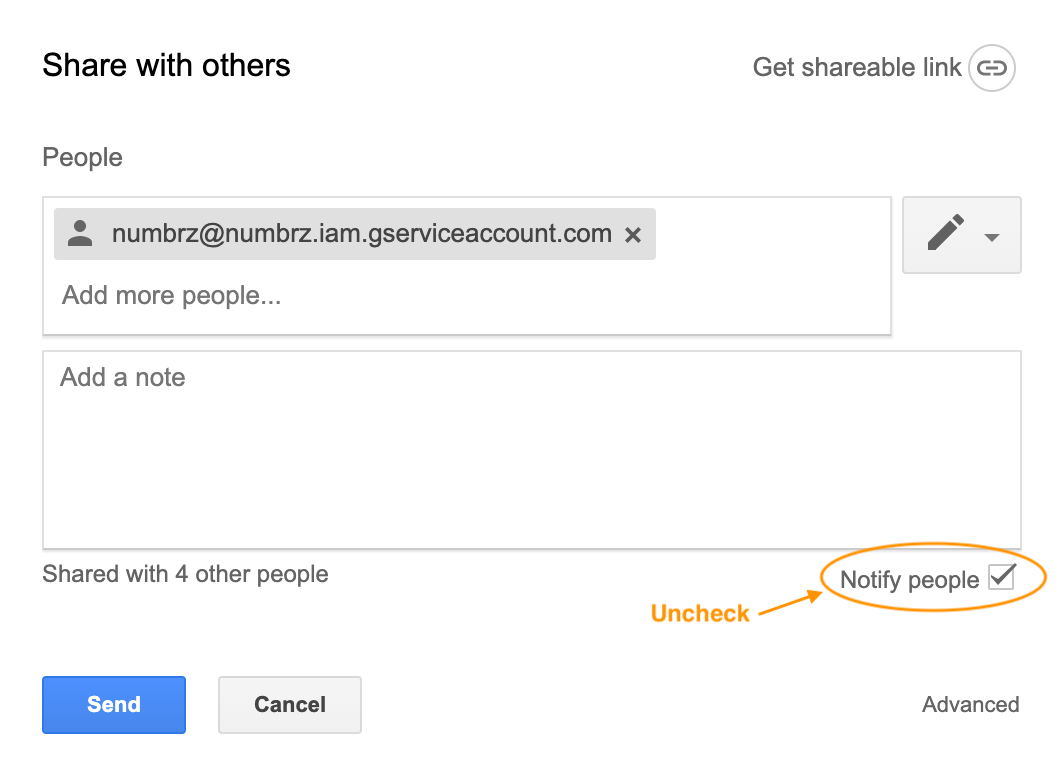 Share with others
Get shareable link
People
numbrz@numbrz.iam.gserviceaccount.com
Add more people...
Add a note
Shared with 4 other people
Notify people
Uncheck
Send
Cancel
Advanced